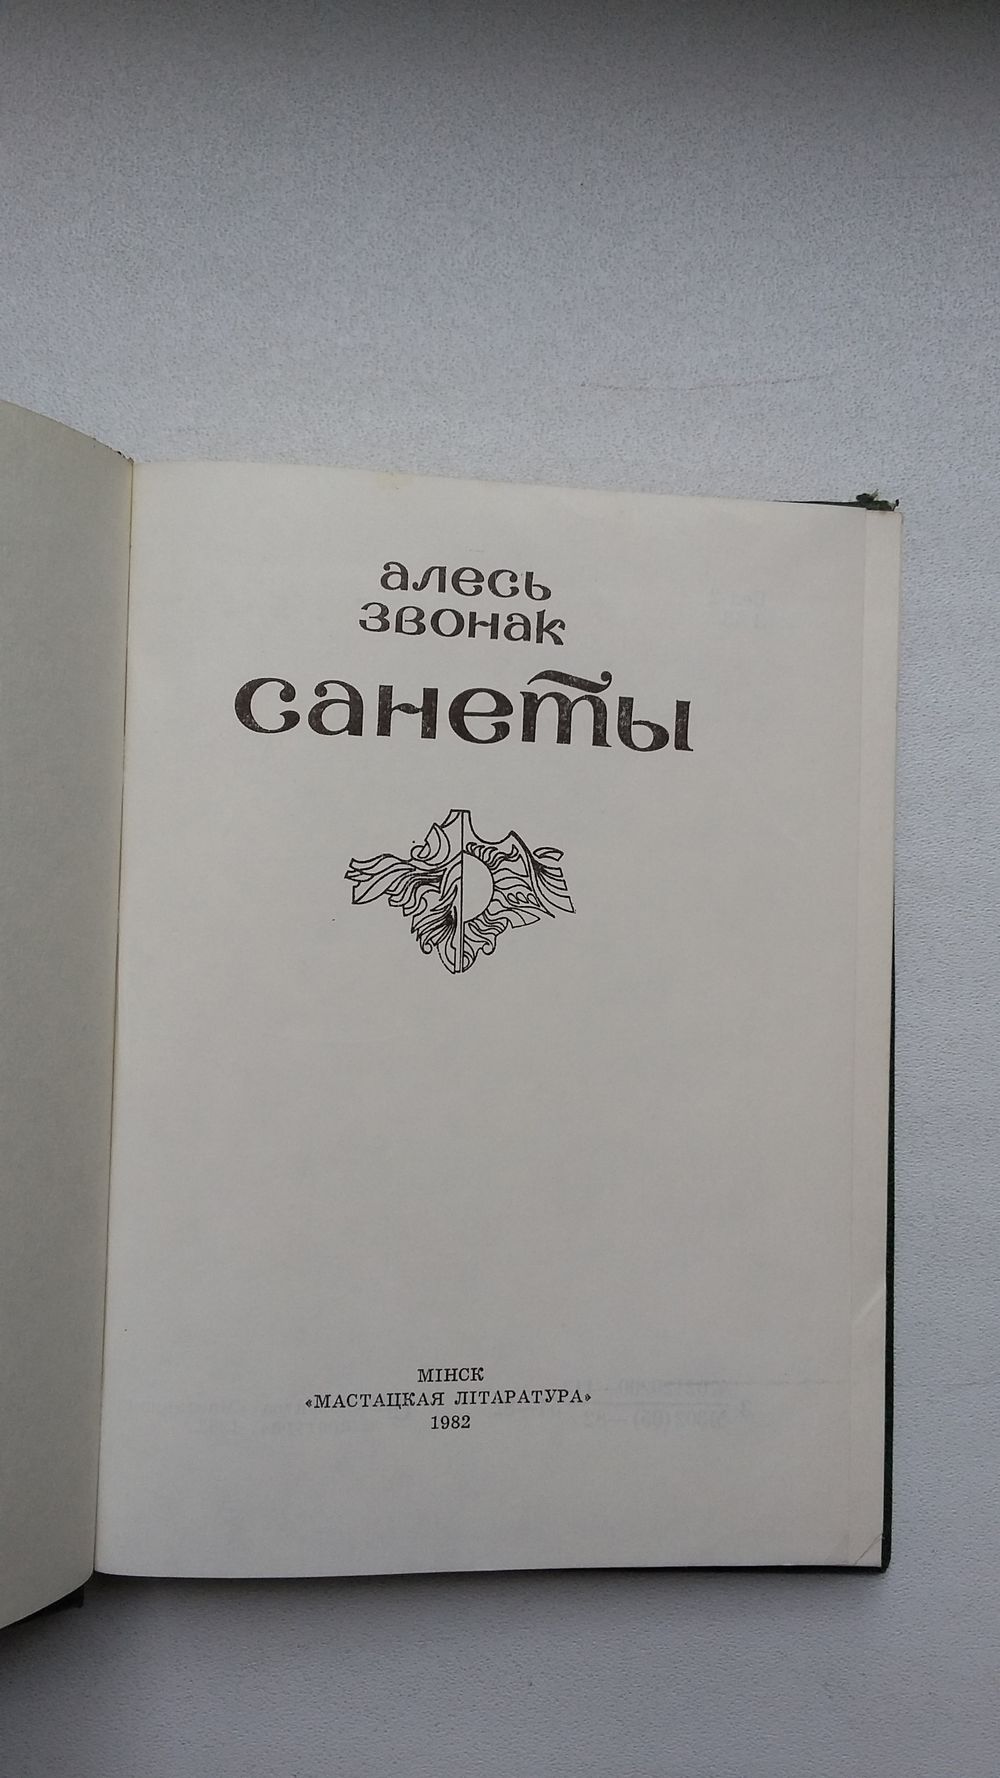 алесь
звонак
санеты
МІНСК
«МАСТАЦКАЯ ЛІТАРАТУРА»
1982